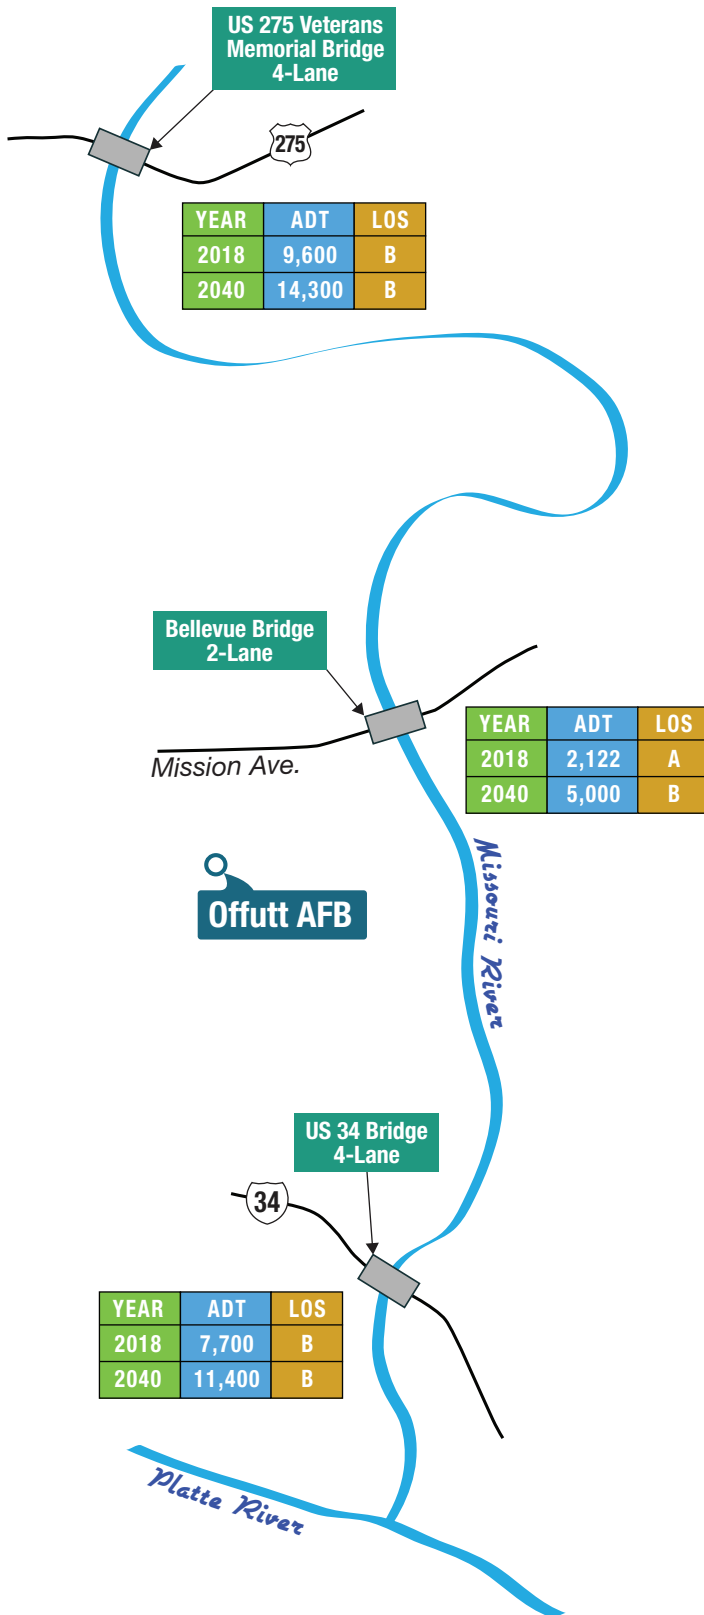 US 275 Veterans
Memorial Bridge
4-Lane
275
YEAR ADT LOS
2018 9,600 B
2040 14,300 B
Bellevue Bridge
2-Lane
Mission Ave.
YEAR ADT LOS
2018 2,122 A
2040 5,000 B
Missouri River
Offutt AFB
US 34 Bridge
4-Lane
34
YEAR ADT LOS
2018 7,700 B
2040 11,400 B
Platte River